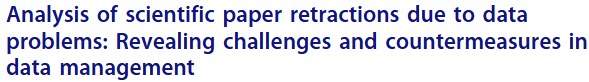 Analysis of scientific paper retractions due to data
problems: Revealing challenges and countermeasures in
data management